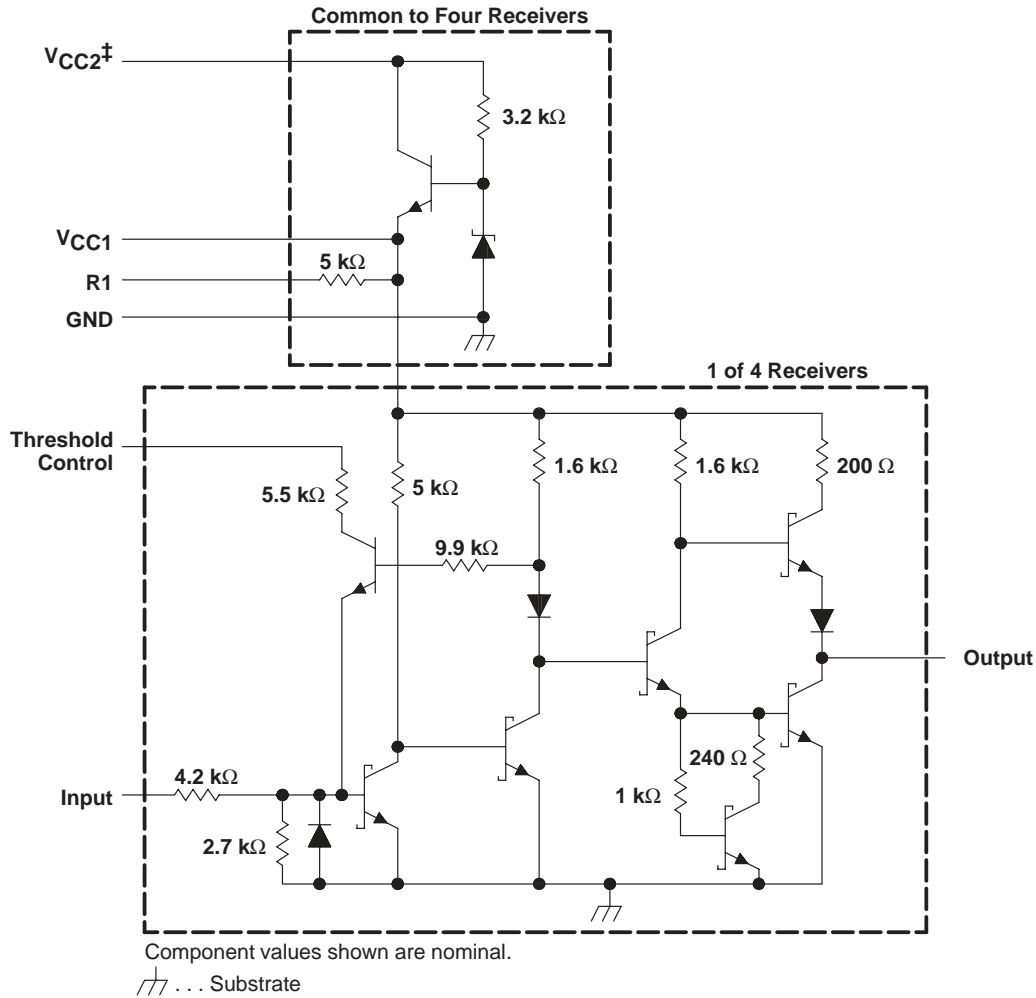 Common to Four Receivers
VCC2‡
3.2 kΩ
VCC1
5 kΩ
R1
GND
1 of 4 Receivers
Threshold
Control
5.5 kΩ
5 kΩ
1.6 kΩ
1.6 kΩ
200 Ω
9.9 kΩ
Output
240 Ω
4.2 kΩ
Input
1 kΩ
2.7 kΩ
Component values shown are nominal.
. . . Substrate